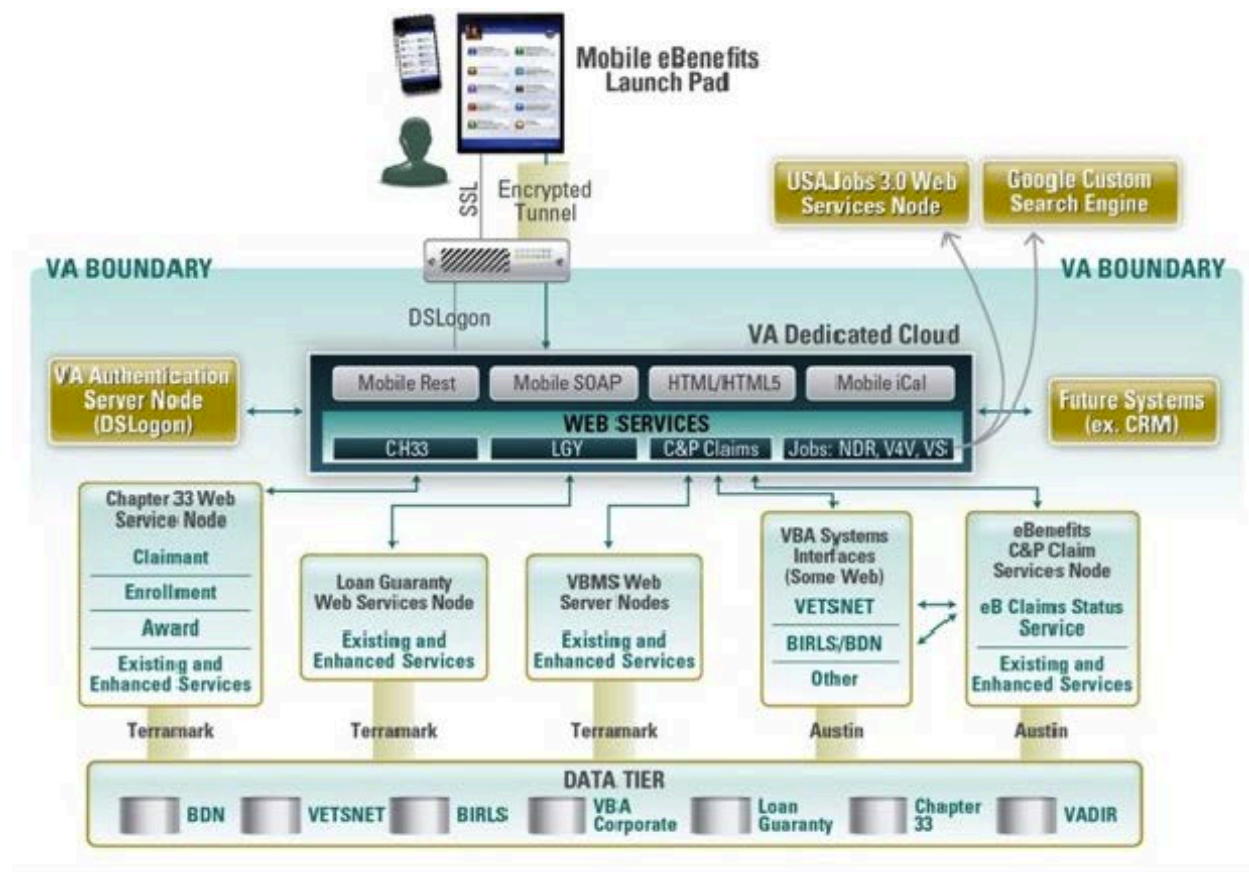 Mobile eBenefits
Launch Pad
SSL
Encrypted
Tunnel
USAJobs 3.0 Web
Services Node
Google Custom
Search Engine
VA BOUNDARY
VA BOUNDARY
DSLogon
VA Dedicated Cloud
VA Authentication
Server Node
(DSLogon)
Mobile Rest
Mobile SOAP
HTML/HTML5
Mobile iCal
Future Systems
(ex. CRM)
WEB SERVICES
CH33
LGY
C&P Claims
Jobs: NDR, V4V, VS
Chapter 33 Web
Service Node
Claimant
Enrollment
Award
Existing and
Enhanced Services
Loan Guaranty
Web Services Node
Existing and
Enhanced Services
VBMS Web
Server Nodes
Existing and
Enhanced Services
VBA Systems
Interfaces
(Some Web)
VETSNET
BIRLS/BDN
Other
eBenefits
C&P Claim
Services Node
eB Claims Status
Service
Existing and
Enhanced Services
Terramark
Terramark
Terramark
Austin
Austin
DATA TIER
BDN
VETSNET
BIRLS
VBA
Corporate
Loan
Guaranty
Chapter
33
VADIR